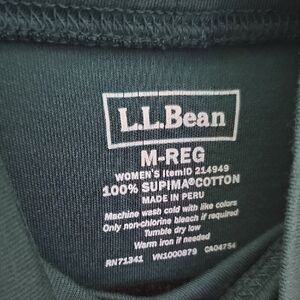 L.L.Bean
M-REG
WOMEN'S ItemID 214949
100% SUPIMA® COTTON
MADE IN PERU
Machine wash cold with like colors
Only non-chlorine bleach if required
Tumble dry low
Warm iron if needed
RN71341 VN1000879 CA04754